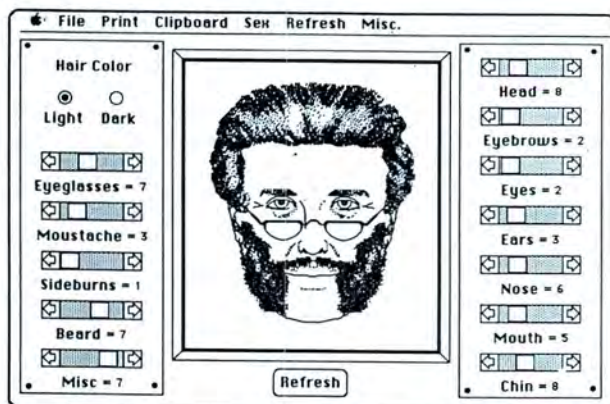 File Print Clipboard Sex Refresh Misc.
Hair Color
Light Dark
Eyeglasses = 7
Moustache = 3
Sideburns = 1
Beard = 7
Misc = 7
Refresh
Head = 8
Eyebrows = 2
Eyes = 2
Ears = 3
Nose = 6
Mouth = 5
Chin = 8